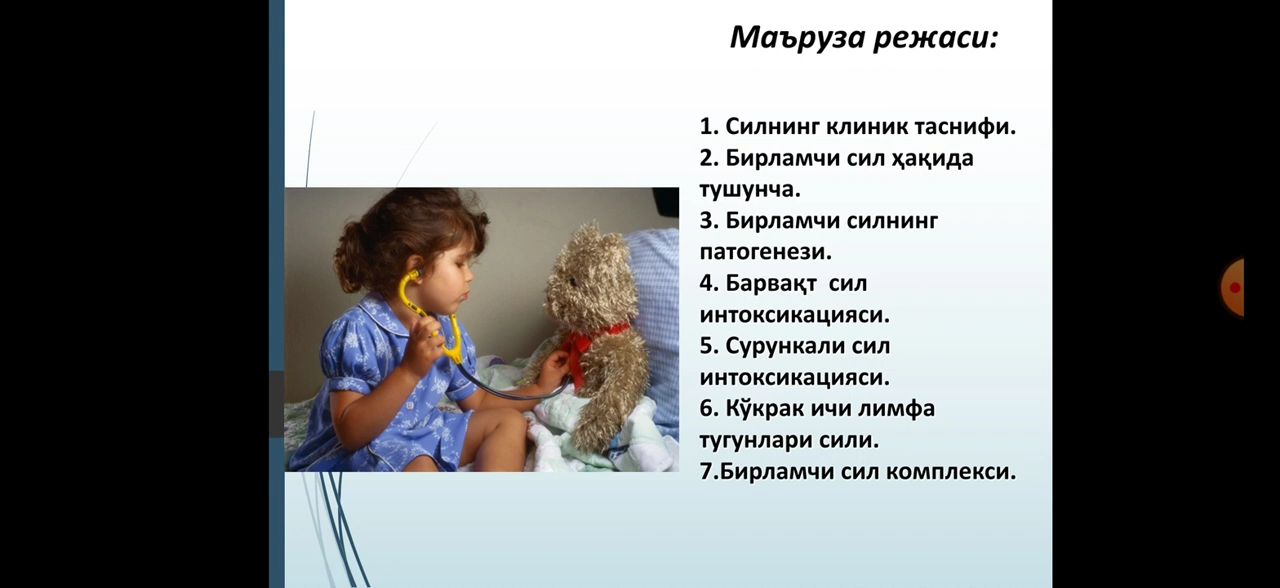 Маъруза режаси:
1. Силнинг клиник таснифи.
2. Бирламчи сил ҳақида
тушунча.
3. Бирламчи силнинг
патогенези.
4. Барвақт  сил
интоксикацияси.
5. Сурункали сил
интоксикацияси.
6. Кўкрак ичи лимфа
тугунлари сили.
7.Бирламчи сил комплекси.